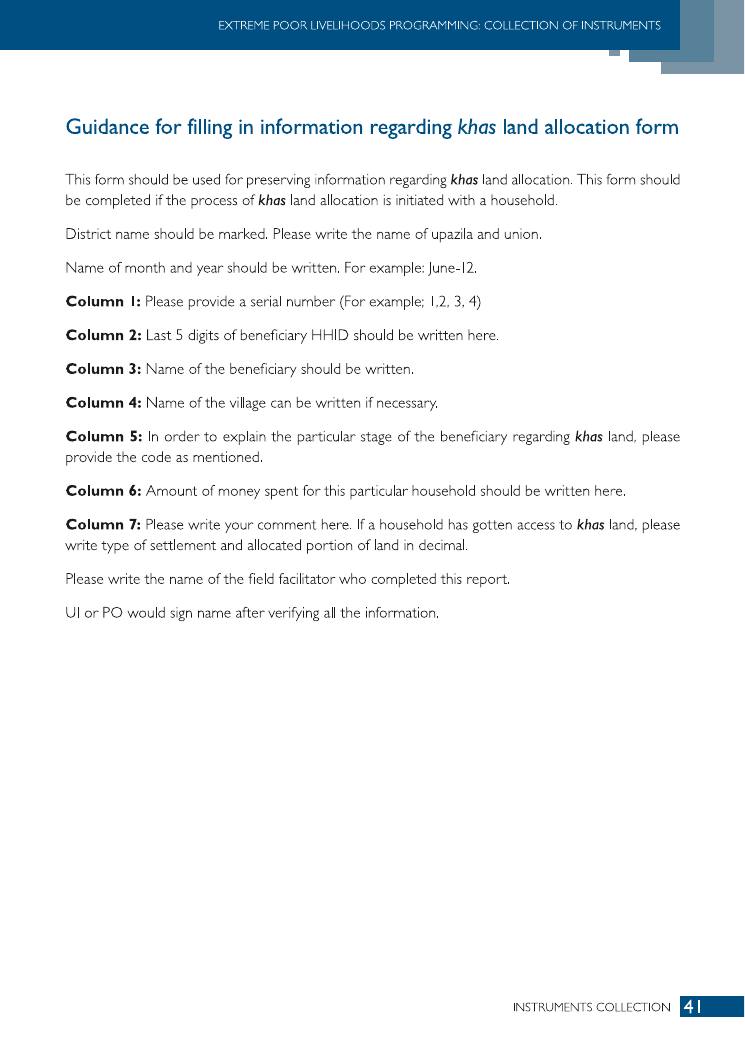 EXTREME POOR LIVELIHOODS PROGRAMMING: COLLECTION OF INSTRUMENTS
Guidance for filling in information regarding khas land allocation form
This form should be used for preserving information regarding khas land allocation. This form should
be completed if the process of khas land allocation is initiated with a household.
District name should be marked. Please write the name of upazila and union.
Name of month and year should be written. For example: June-12.
Column 1: Please provide a serial number (For example; 1,2, 3, 4)
Column 2: Last 5 digits of beneficiary HHID should be written here.
Column 3: Name of the beneficiary should be written.
Column 4: Name of the village can be written if necessary.
Column 5: In order to explain the particular stage of the beneficiary regarding khas land, please
provide the code as mentioned.
Column 6: Amount of money spent for this particular household should be written here.
Column 7: Please write your comment here. If a household has gotten access to khas land, please
write type of settlement and allocated portion of land in decimal.
Please write the name of the field facilitator who completed this report.
UI or PO would sign name after verifying all the information.
INSTRUMENTS COLLECTION 41